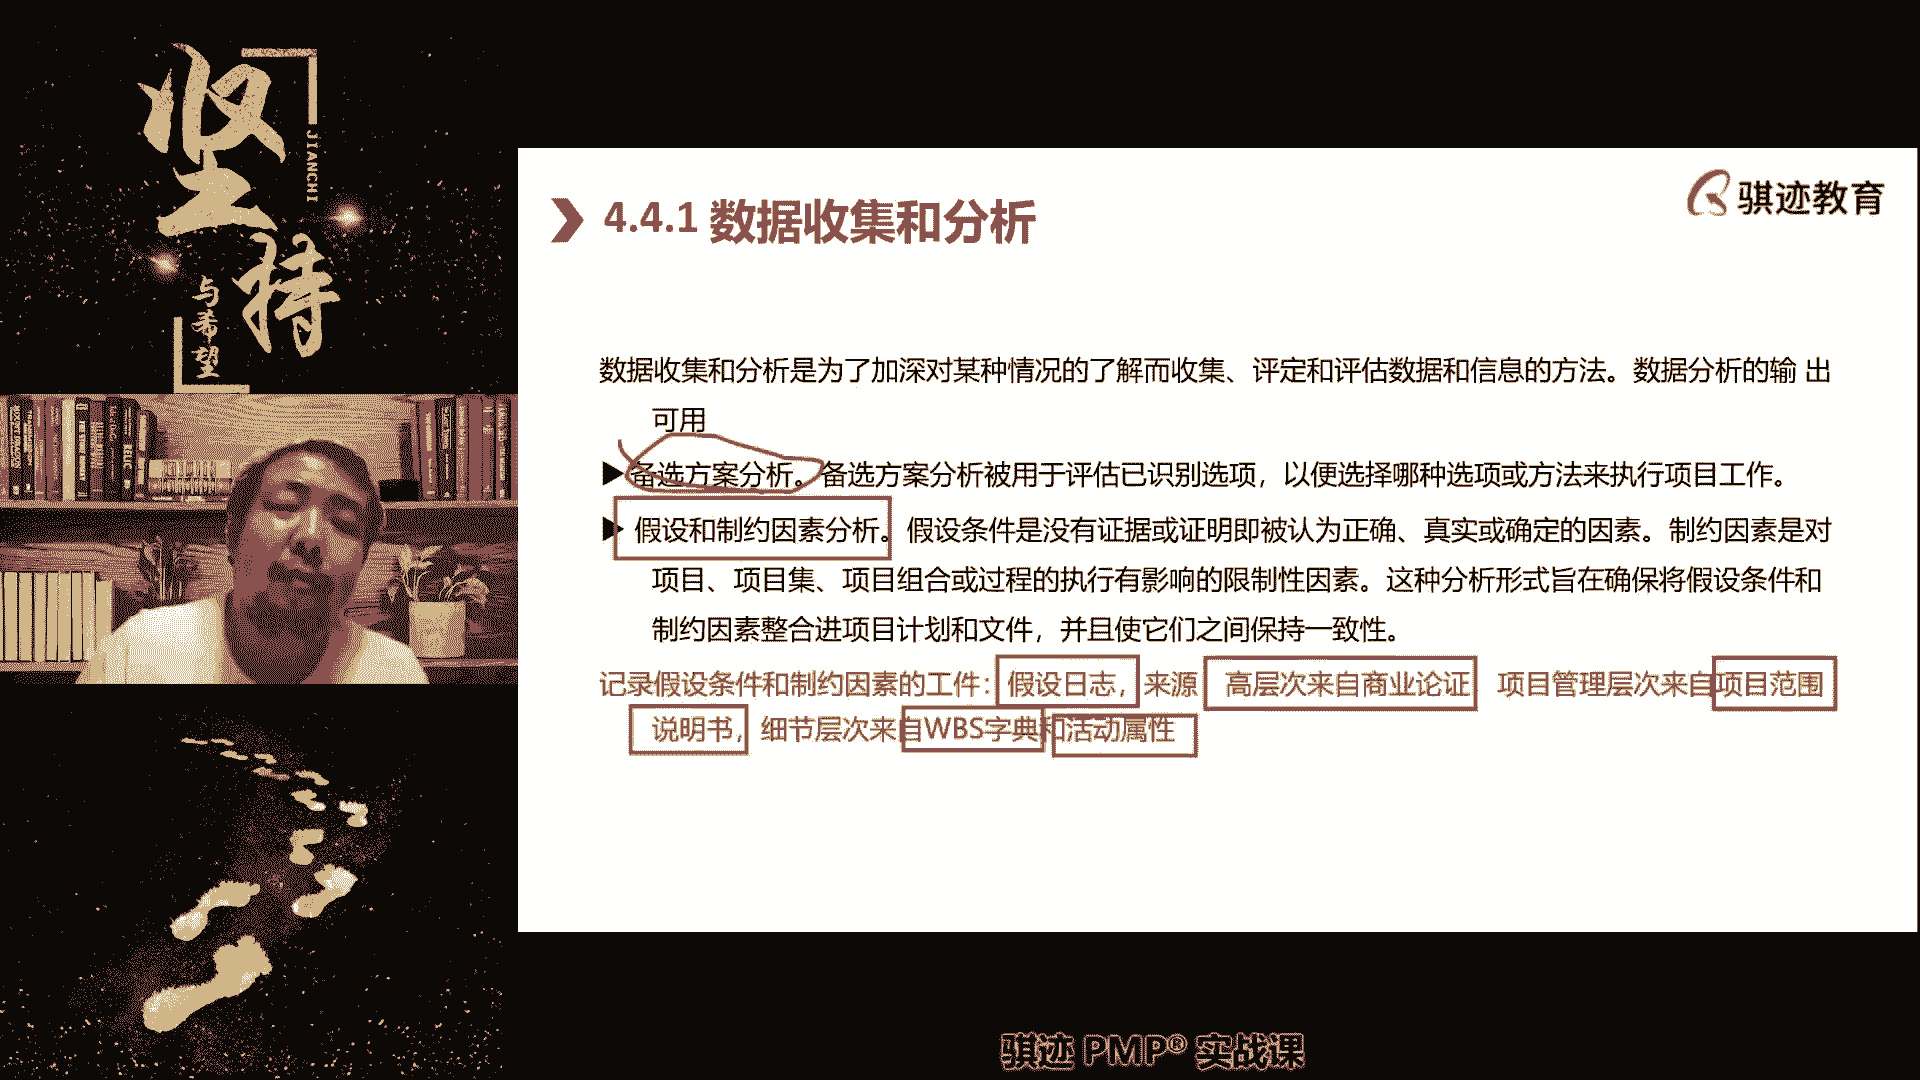 坚持
JIANCHI
与希望
骐迹教育
4.4.1 数据收集和分析
数据收集和分析是为了加深对某种情况的了解而收集、评定和评估数据和信息的方法。数据分析的输 出
可用
备选方案分析。备选方案分析被用于评估已识别选项，以便选择哪种选项或方法来执行项目工作。
假设和制约因素分析。假设条件是没有证据或证明即被认为正确、真实或确定的因素。制约因素是对
项目、项目集、项目组合或过程的执行有影响的限制性因素。这种分析形式旨在确保将假设条件和
制约因素整合进项目计划和文件，并且使它们之间保持一致性。
记录假设条件和制约因素的工件：假设日志，来源 高层次来自商业论证 项目管理层次来自项目范围
说明书，细节层次来自WBS字典和活动属性
骐迹 PMP® 实战课